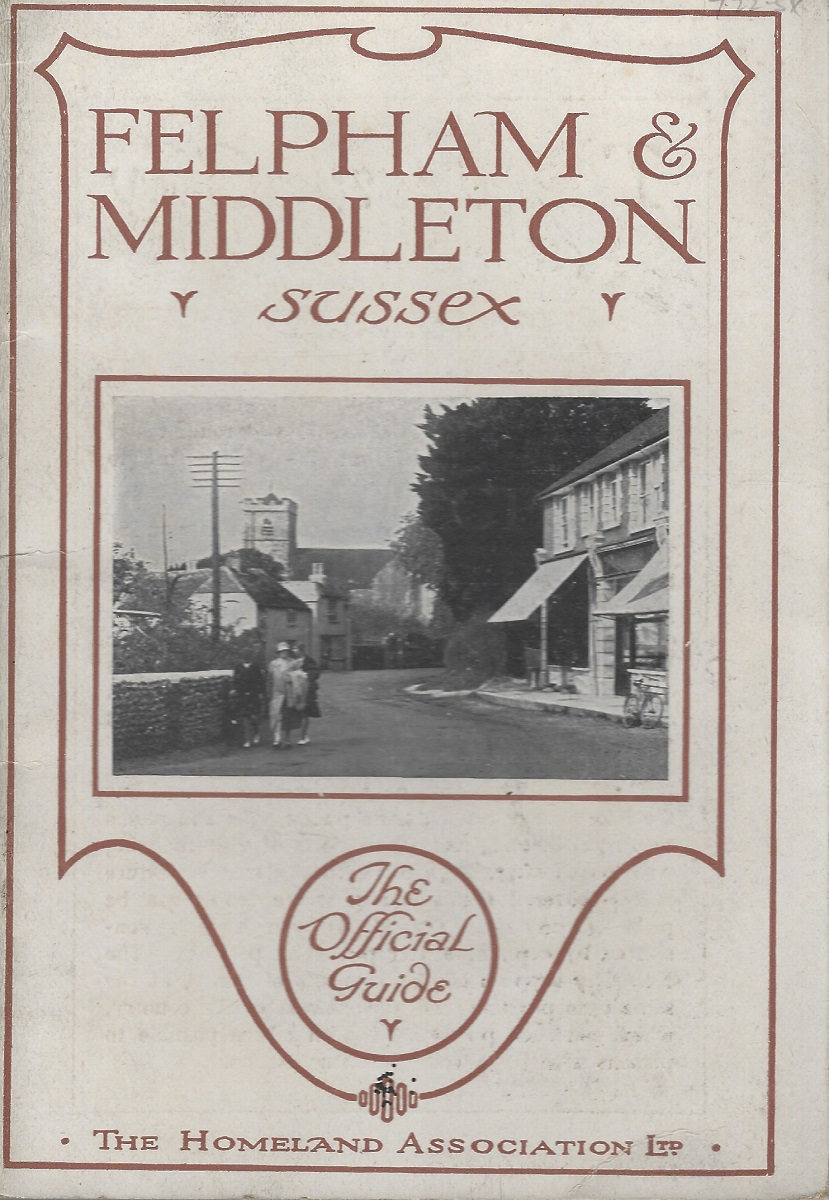 FELPHAM &
MIDDLETON
SUSSEX
The
Official
Guide
• THE HOMELAND ASSOCIATION LTD •